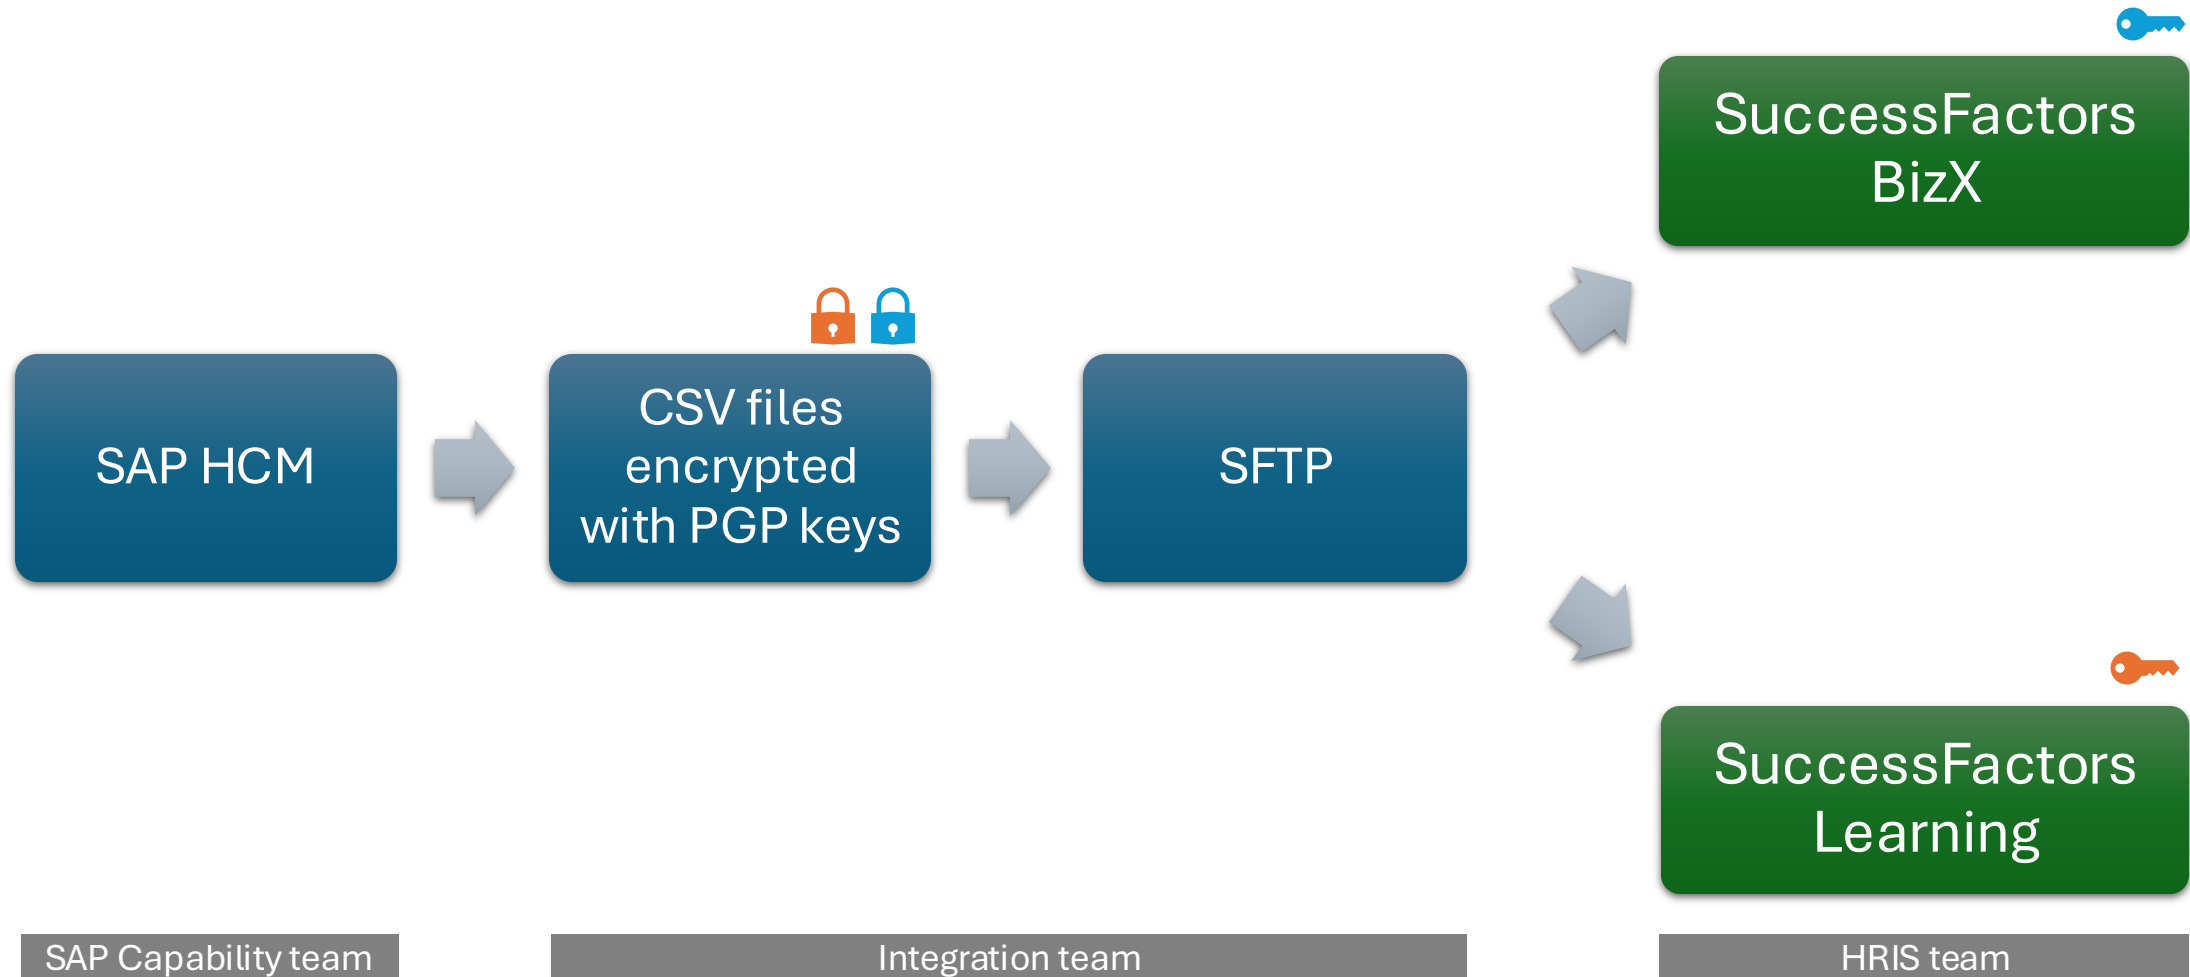 SuccessFactors
BizX
SAP HCM
CSV files
encrypted
with PGP keys
SFTP
SuccessFactors
Learning
SAP Capability team
Integration team
HRIS team